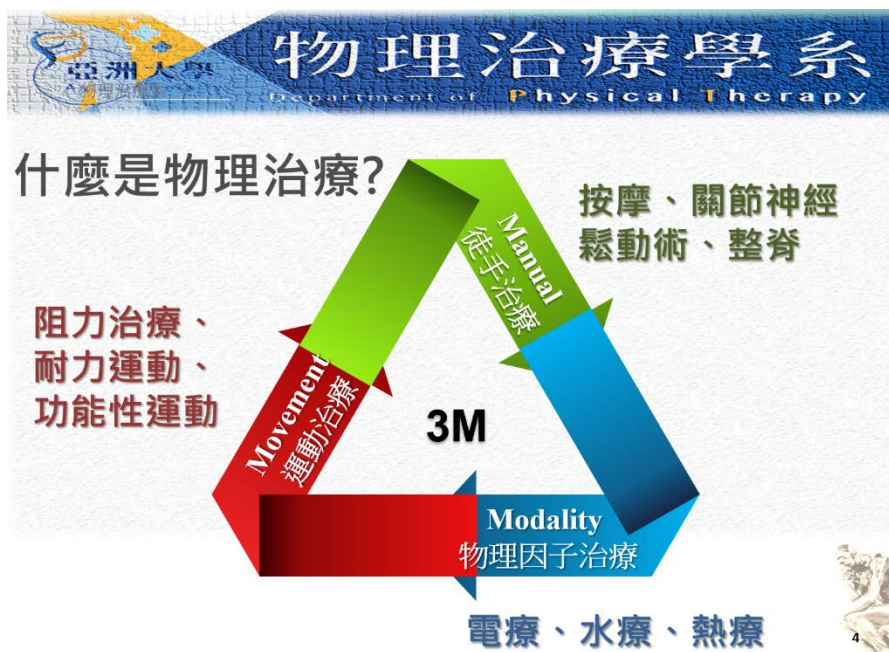 亞洲大學
物理治療學系
Department of Physical Therapy
什麼是物理治療?
Manual
徒手治療
按摩、關節神經
鬆動術、整脊
阻力治療、
耐力運動、
功能性運動
Movement
運動治療
3M
Modality
物理因子治療
電療、水療、熱療
4